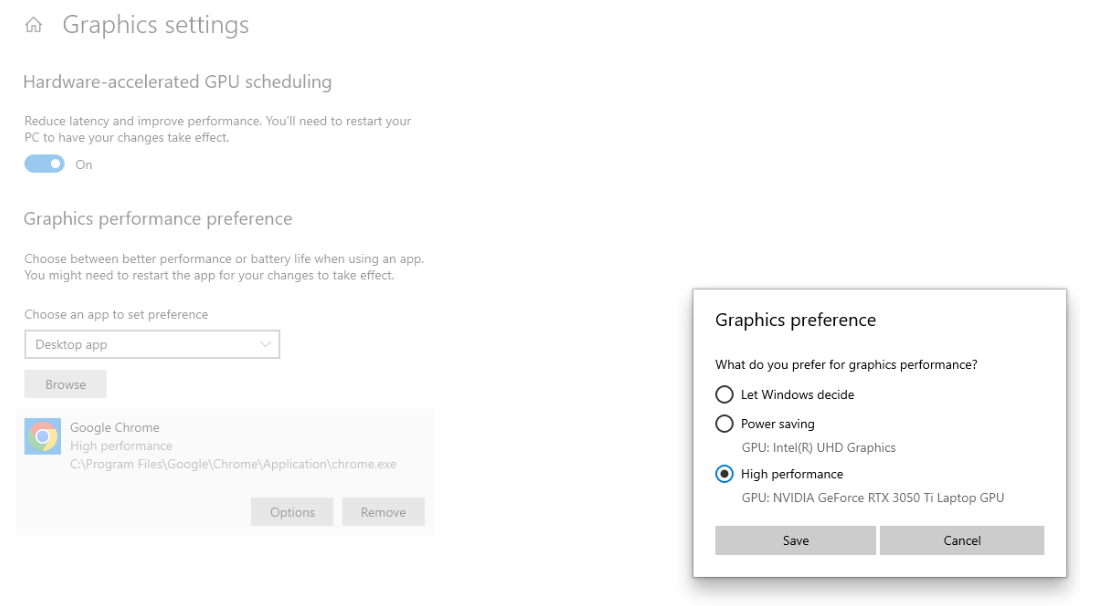 Graphics settings
Hardware-accelerated GPU scheduling
Reduce latency and improve performance. You'll need to restart your
PC to have your changes take effect.
On
Graphics performance preference
Choose between better performance or battery life when using an app.
You might need to restart the app for your changes to take effect.
Choose an app to set preference
Desktop app
Browse
Google Chrome
High performance
C:\Program Files\Google\Chrome\Application\chrome.exe
Options
Remove
Graphics preference
What do you prefer for graphics performance?
Let Windows decide
Power saving
GPU: Intel(R) UHD Graphics
High performance
GPU: NVIDIA GeForce RTX 3050 Ti Laptop GPU
Save
Cancel